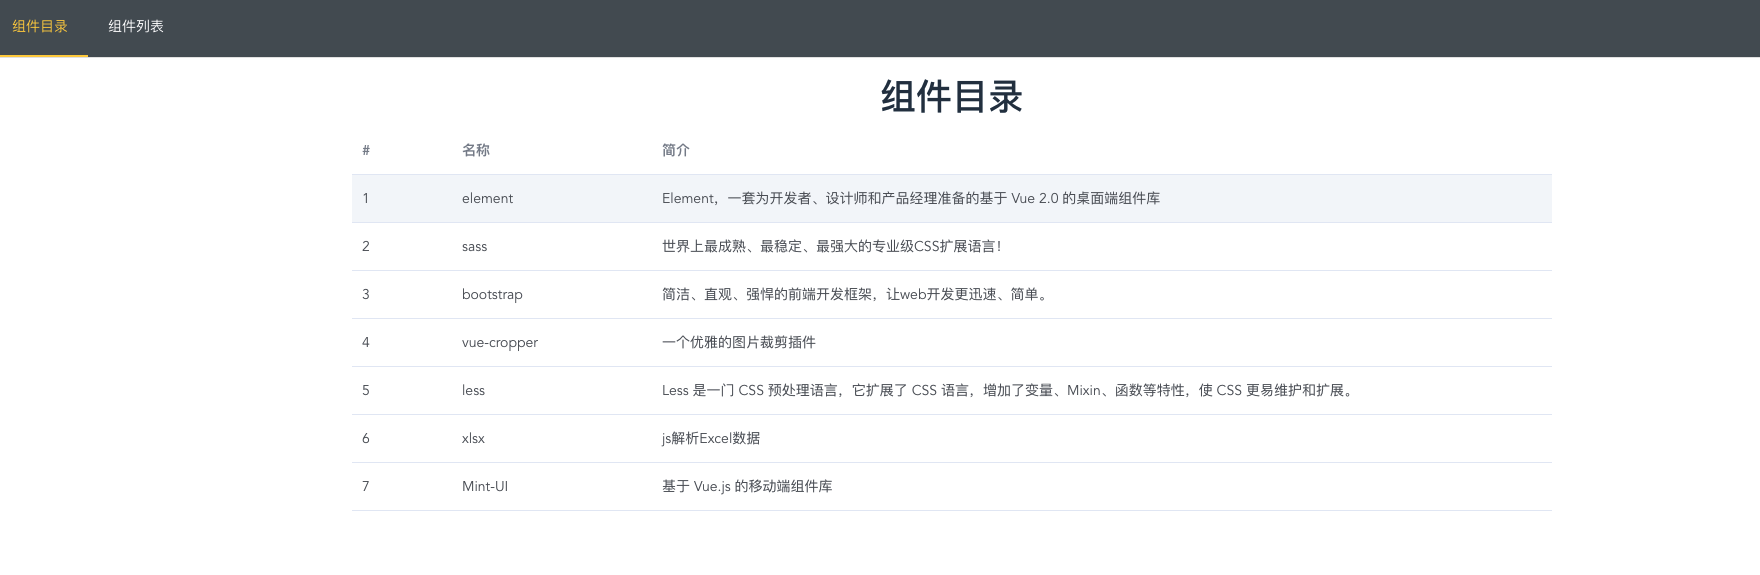 组件目录 组件列表
组件目录
# 名称 简介
1 element Element，一套为开发者、设计师和产品经理准备的基于 Vue 2.0 的桌面端组件库
2 sass 世界上最成熟、最稳定、最强大的专业级CSS扩展语言！
3 bootstrap 简洁、直观、强悍的前端开发框架，让web开发更迅速、简单。
4 vue-cropper 一个优雅的图片裁剪插件
5 less Less 是一门 CSS 预处理语言，它扩展了 CSS 语言，增加了变量、Mixin、函数等特性，使 CSS 更易维护和扩展。
6 xlsx js解析Excel数据
7 Mint-UI 基于 Vue.js 的移动端组件库